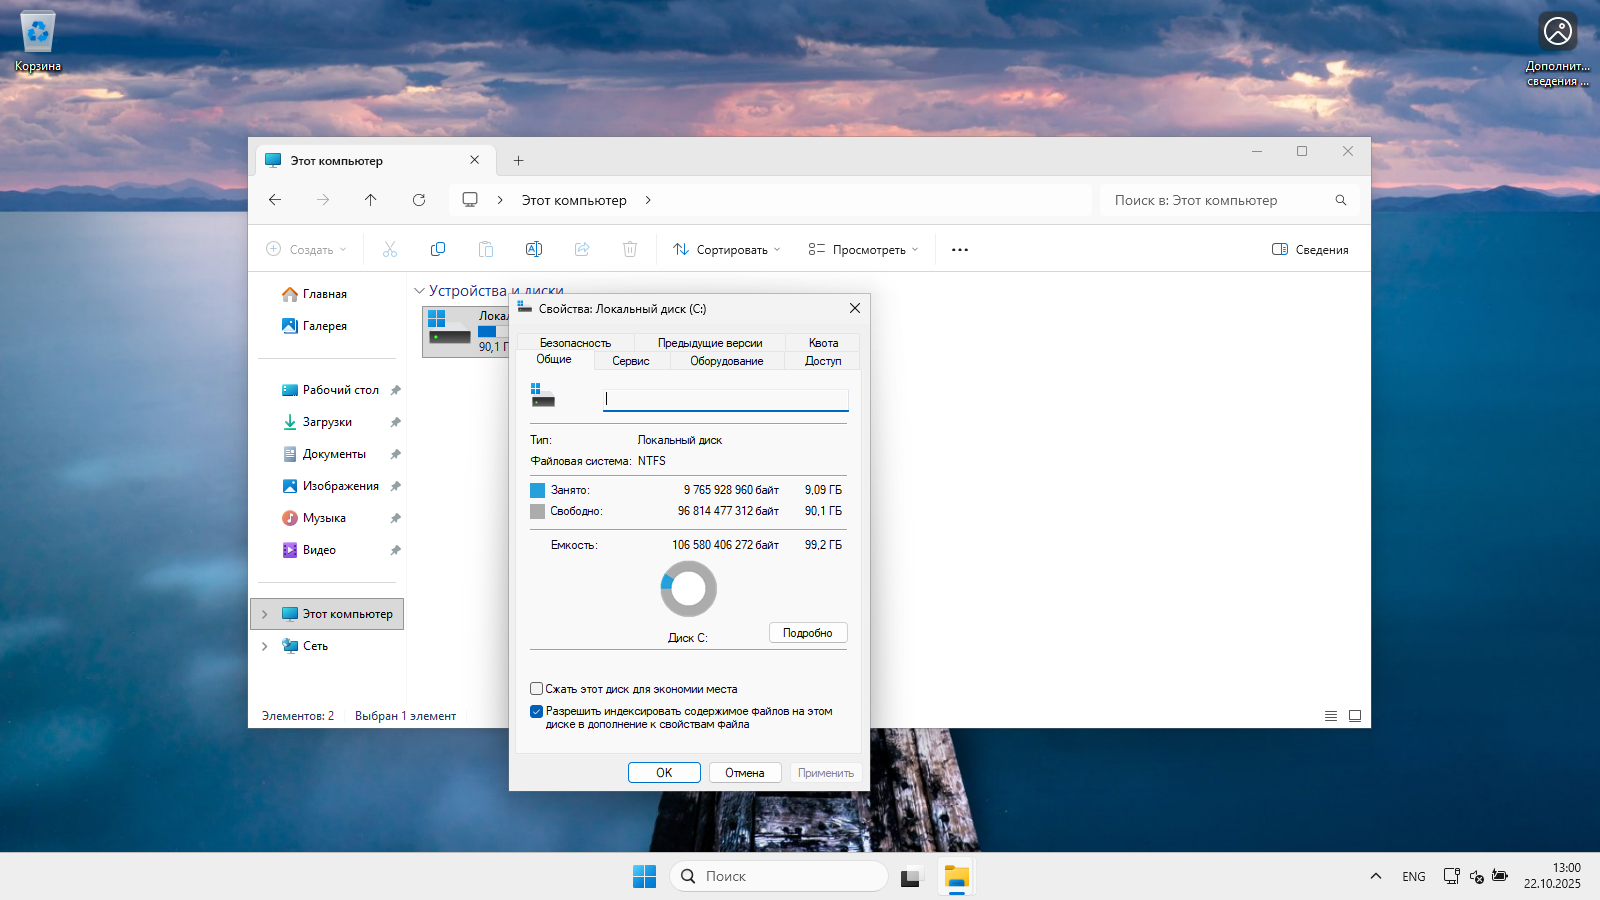 Корзина
Дополнит...
сведения ...
Этот компьютер
Этот компьютер
Поиск в: Этот компьютер
Создать
Сортировать
Просмотреть
Сведения
Главная
Галерея
Рабочий стол
Загрузки
Документы
Изображения
Музыка
Видео
Этот компьютер
Сеть
Устройства и диски
90,1
Свойства: Локальный диск (C:)
Безопасность
Предыдущие версии
Квота
Общие
Сервис
Оборудование
Доступ
Тип: Локальный диск
Файловая система: NTFS
Занято: 9 765 928 960 байт 9,09 ГБ
Свободно: 96 814 477 312 байт 90,1 ГБ
Емкость: 106 580 406 272 байт 99,2 ГБ
Диск C:
Подробно
Сжать этот диск для экономии места
Разрешить индексировать содержимое файлов на этом
диске в дополнение к свойствам файла
OK
Отмена
Применить
Элементов: 2
Выбран 1 элемент
Поиск
ENG
13:00
22.10.2025